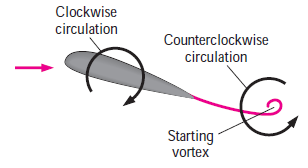 Clockwise
circulation
Counterclockwise
circulation
Starting
vortex